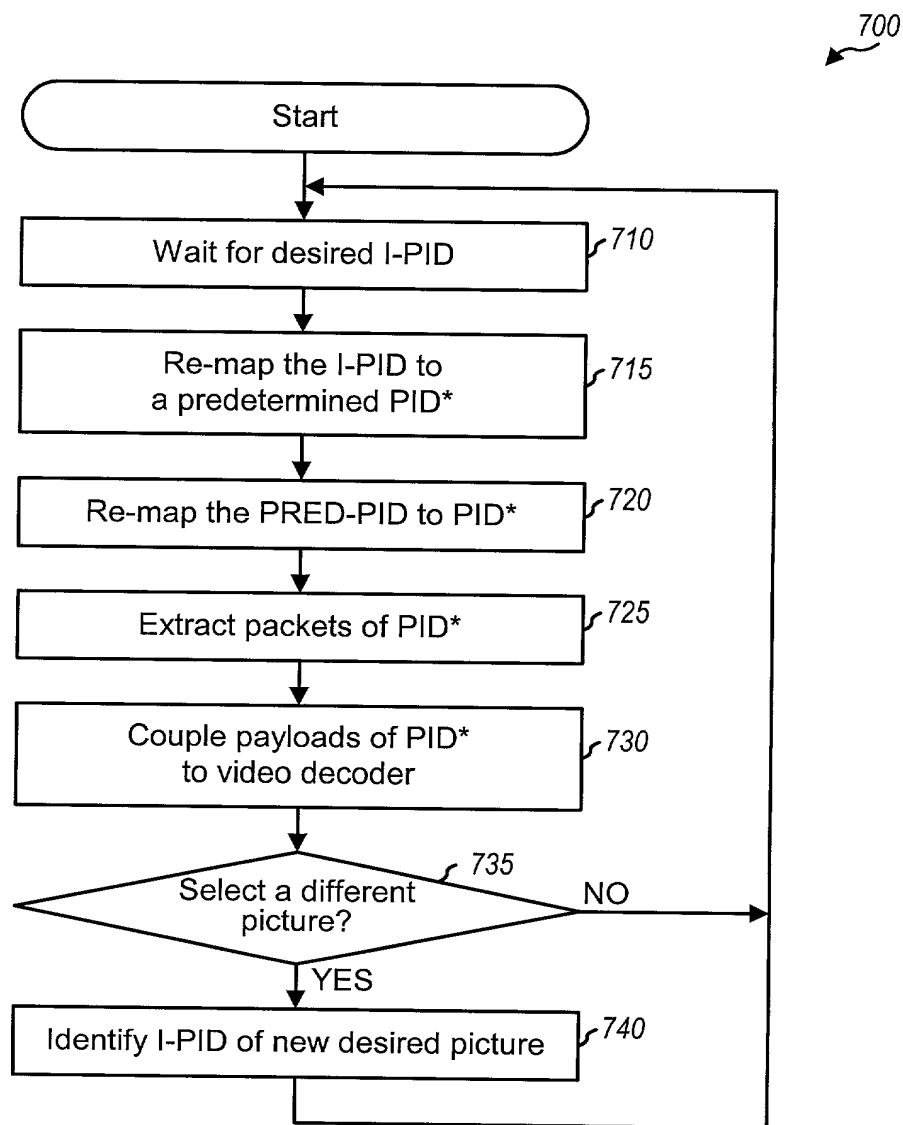 700
Start
Wait for desired I-PID
710
Re-map the I-PID to
a predetermined PID*
715
Re-map the PRED-PID to PID*
720
Extract packets of PID*
725
Couple payloads of PID*
to video decoder
730
735
Select a different
picture?
NO
YES
Identify I-PID of new desired picture
740